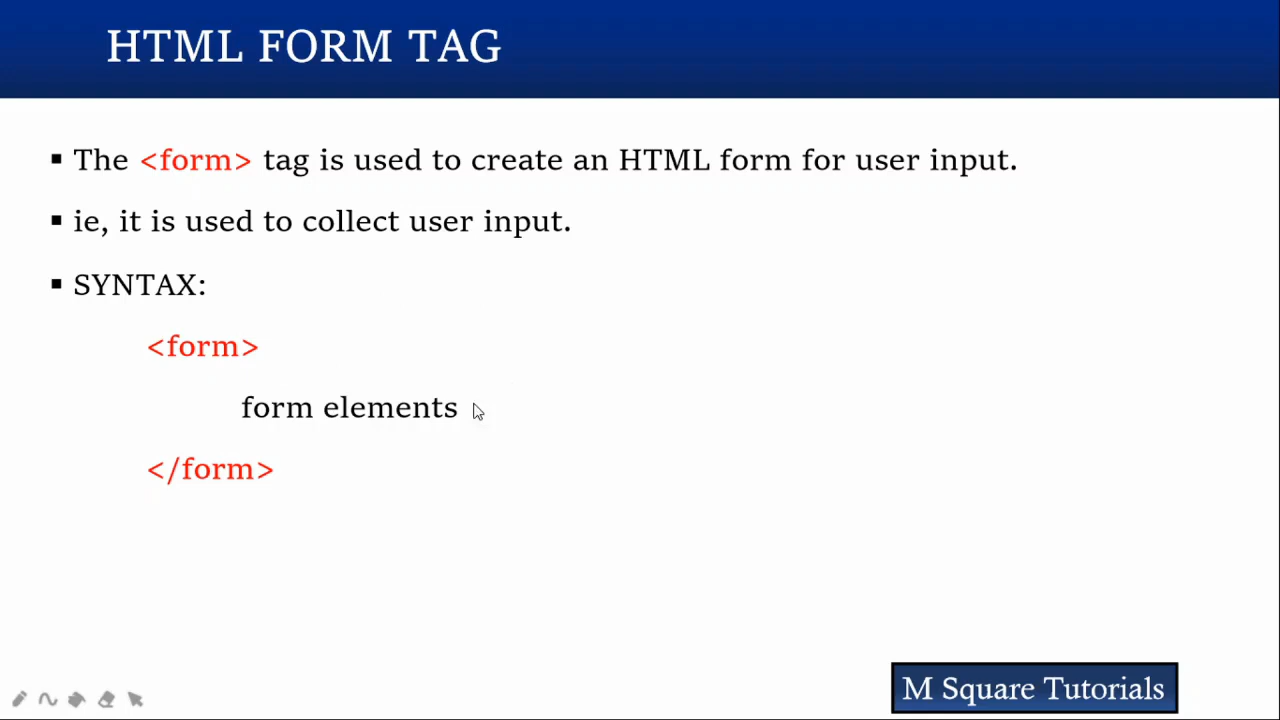 HTML FORM TAG
▪ The <form> tag is used to create an HTML form for user input.
▪ ie, it is used to collect user input.
▪ SYNTAX:
<form>
form elements
</form>
M Square Tutorials